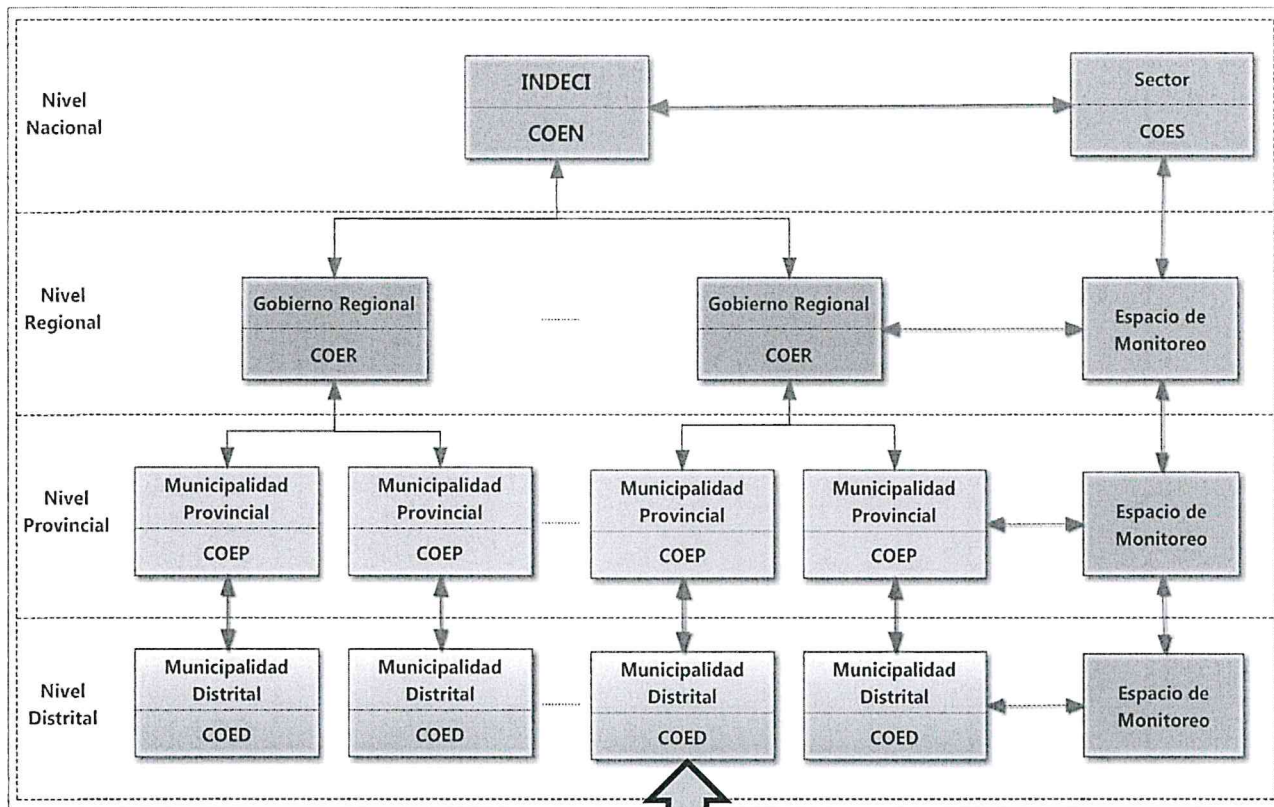 Nivel
Nacional
INDECI
COEN
Sector
COES
Nivel
Regional
Gobierno Regional
COER
Gobierno Regional
COER
Espacio de
Monitoreo
Nivel
Provincial
Municipalidad
Provincial
COEP
Municipalidad
Provincial
COEP
Municipalidad
Provincial
COEP
Municipalidad
Provincial
COEP
Espacio de
Monitoreo
Nivel
Distrital
Municipalidad
Distrital
COED
Municipalidad
Distrital
COED
Municipalidad
Distrital
COED
Municipalidad
Distrital
COED
Espacio de
Monitoreo